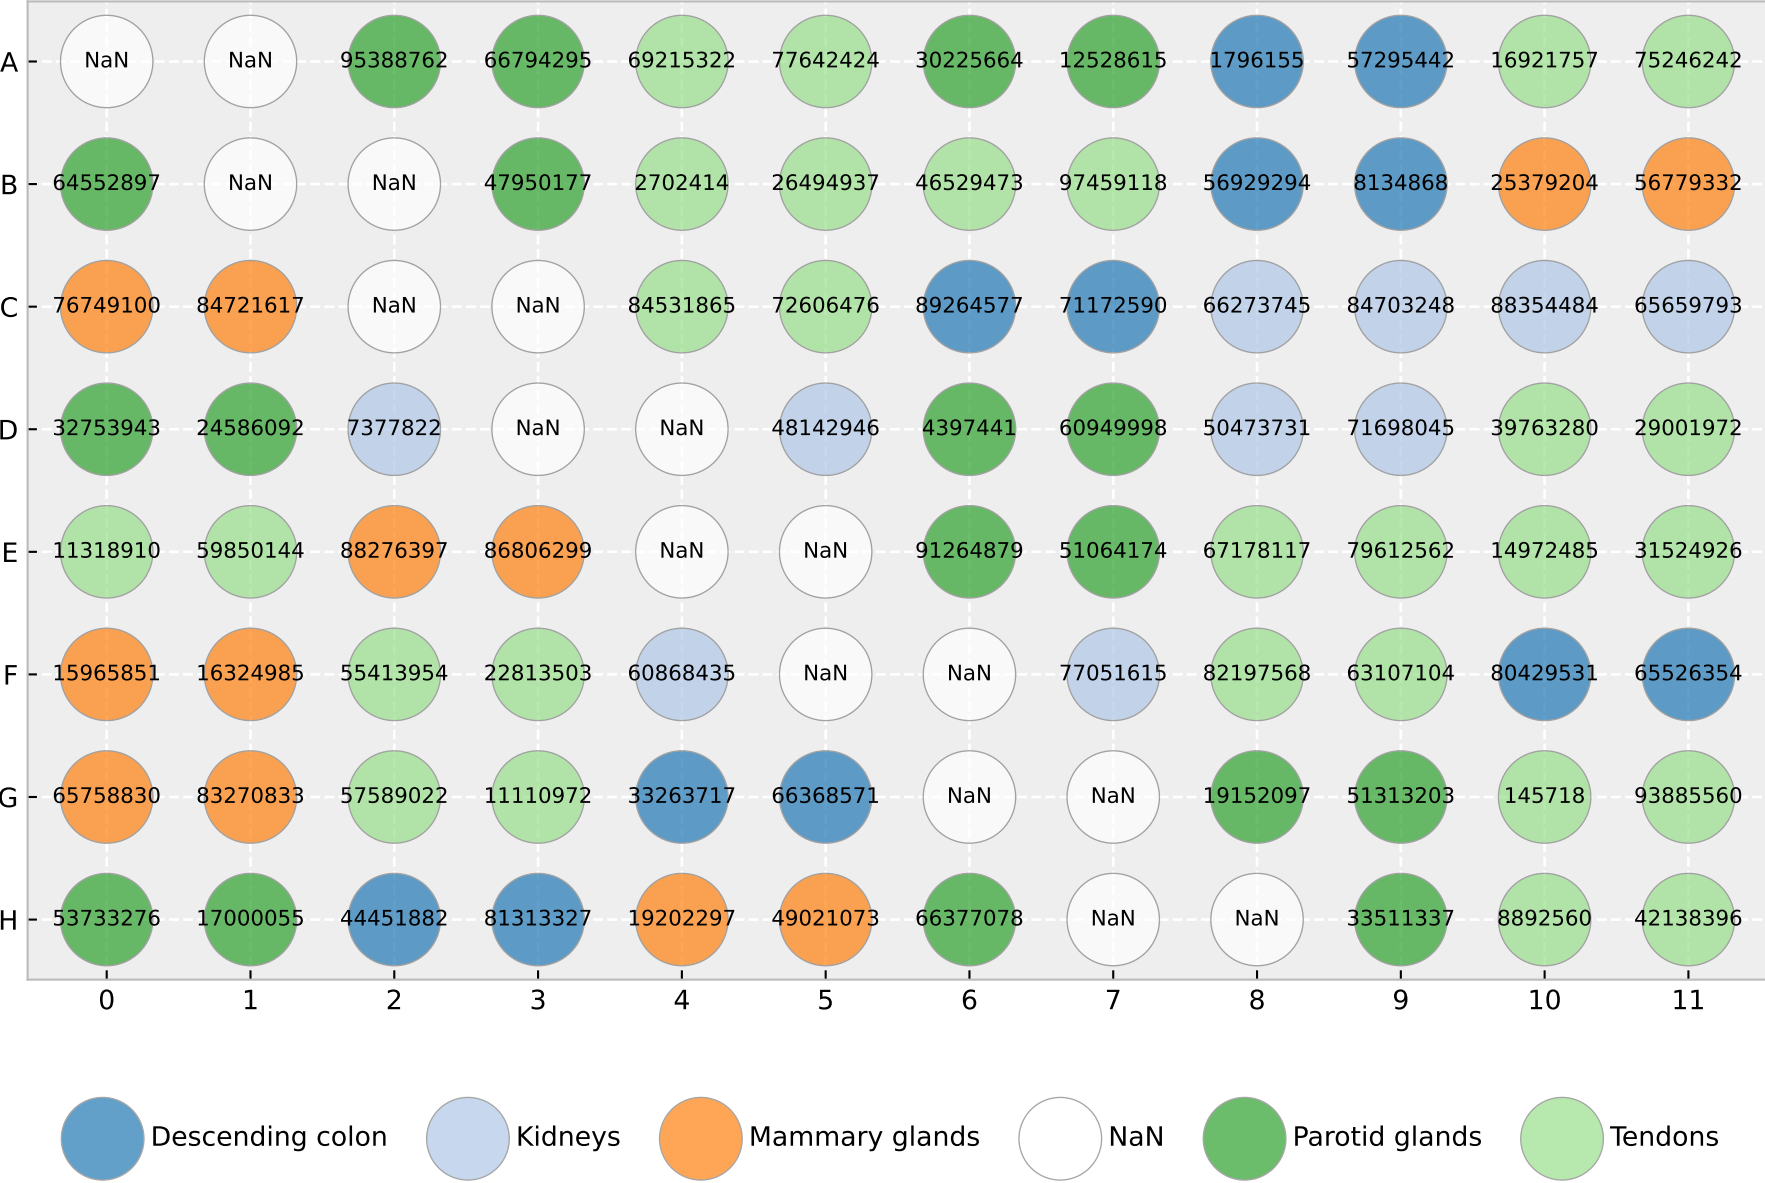 A NaN NaN 95388762 66794295 69215322 77642424 30225664 12528615 1796155 57295442 16921757 75246242
B 64552897 NaN NaN 47950177 2702414 26494937 46529473 97459118 56929294 8134868 25379204 56779332
C 76749100 84721617 NaN NaN 84531865 72606476 89264577 71172590 66273745 84703248 88354484 65659793
D 32753943 24586092 7377822 NaN NaN 48142946 4397441 60949998 50473731 71698045 39763280 29001972
E 11318910 59850144 88276397 86806299 NaN NaN 91264879 51064174 67178117 79612562 14972485 31524926
F 15965851 16324985 55413954 22813503 60868435 NaN NaN 77051615 82197568 63107104 80429531 65526354
G 65758830 83270833 57589022 11110972 33263717 66368571 NaN NaN 19152097 51313203 145718 93885560
H 53733276 17000055 44451882 81313327 19202297 49021073 66377078 NaN NaN 33511337 8892560 42138396
0 1 2 3 4 5 6 7 8 9 10 11
Descending colon Kidneys Mammary glands NaN Parotid glands Tendons